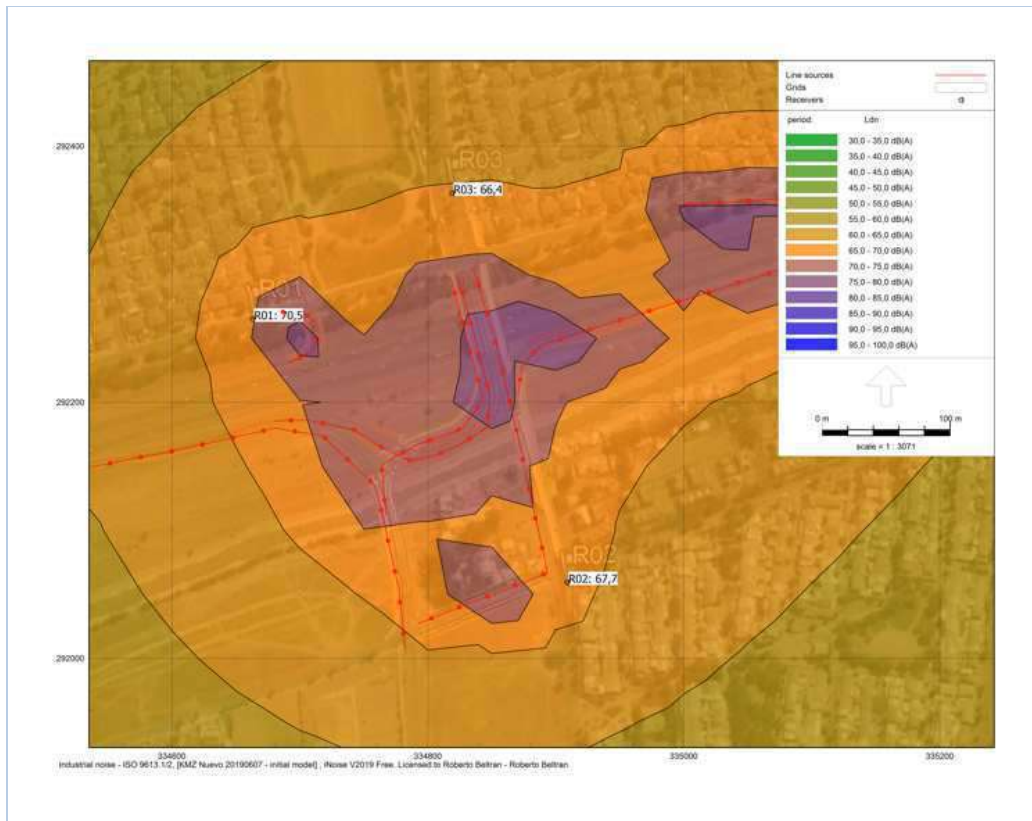 Line sources
Grids
Receivers
period Ldn
30,0 - 35,0 dB(A)
35,0 - 40,0 dB(A)
40,0 - 45,0 dB(A)
45,0 - 50,0 dB(A)
50,0 - 55,0 dB(A)
55,0 - 60,0 dB(A)
60,0 - 65,0 dB(A)
65,0 - 70,0 dB(A)
70,0 - 75,0 dB(A)
75,0 - 80,0 dB(A)
80,0 - 85,0 dB(A)
85,0 - 90,0 dB(A)
90,0 - 95,0 dB(A)
95,0 - 100,0 dB(A)
0 m 100 m
scale = 1 : 3071
292400
R03
R03: 66,4
R01
R01: 70,5
292200
R02
R02: 67,7
292000
334600 334800 335000 335200
Industrial noise - ISO 9613.1/2, [KMZ Nuevo 20190607 - initial model] , iNoise V2019 Free. Licensed to Roberto Beltran - Roberto Beltran